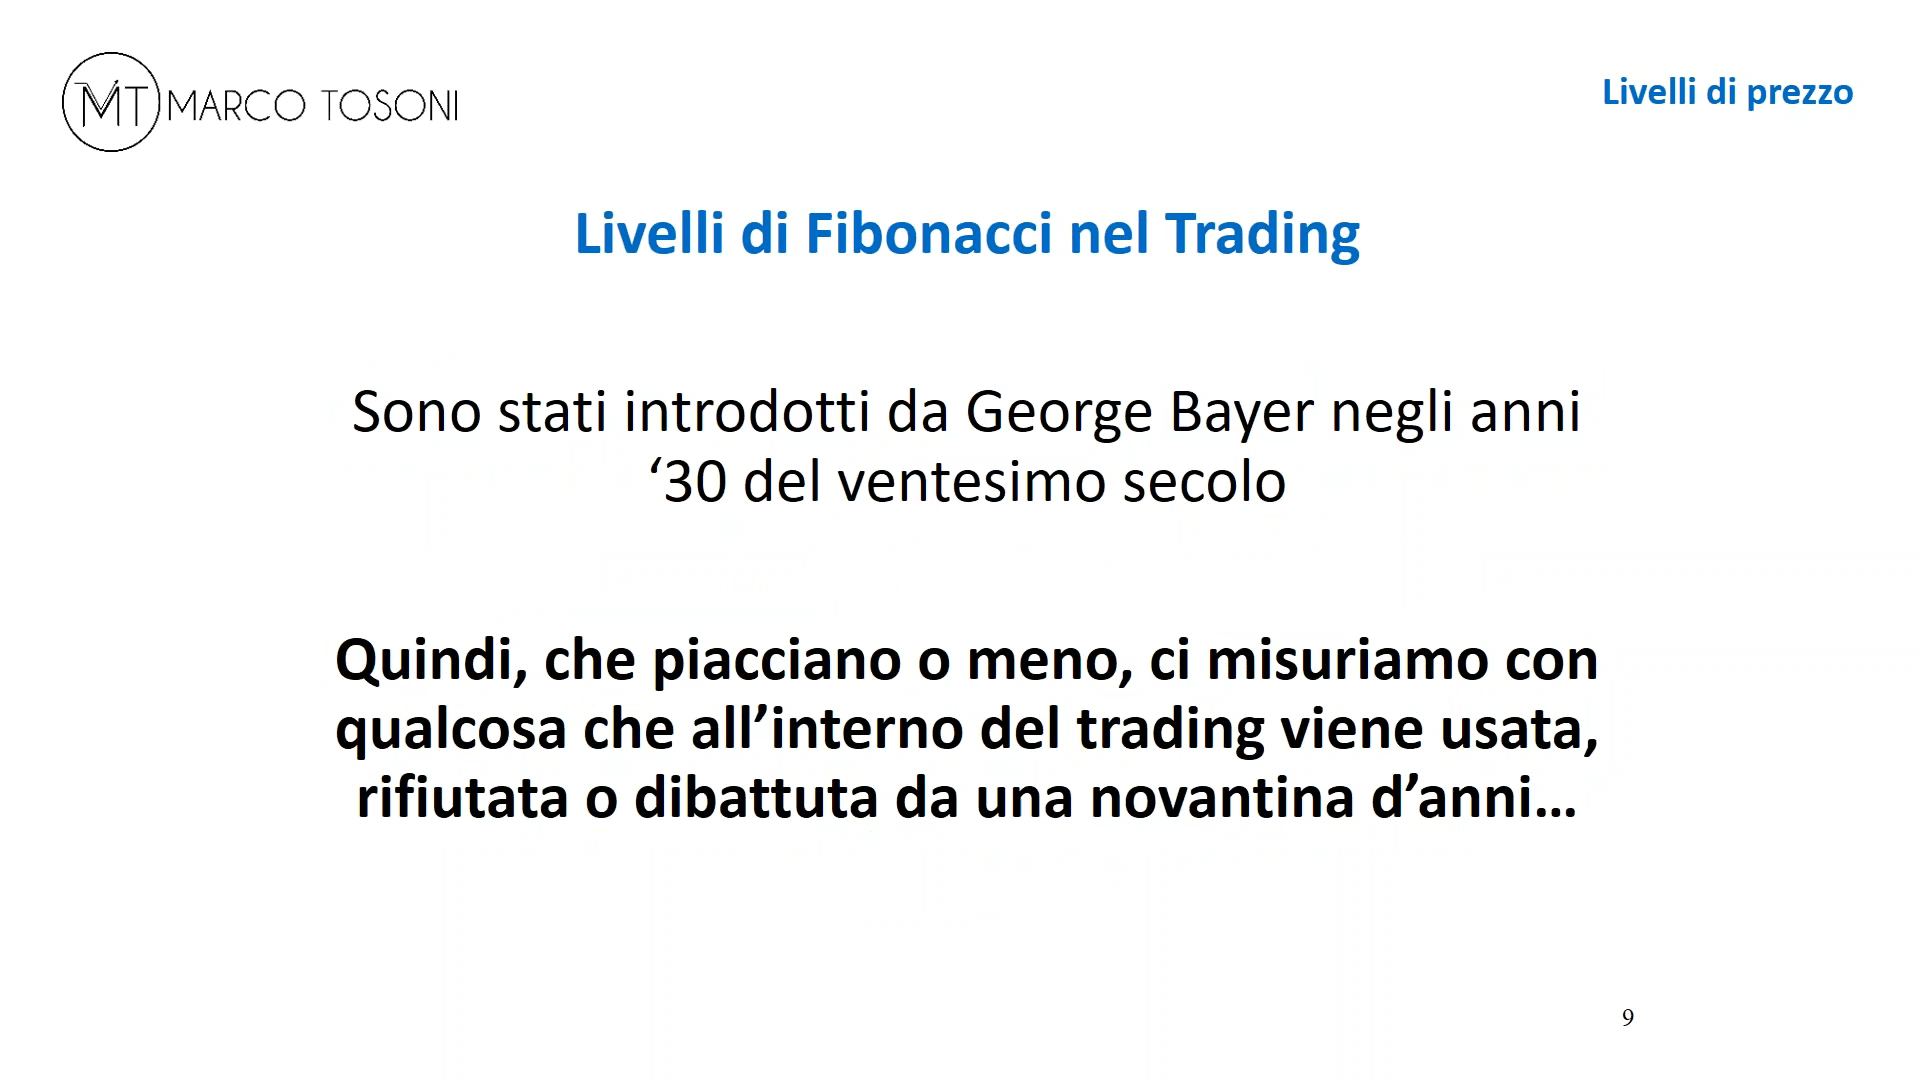 MT MARCO TOSONI
Livelli di prezzo
Livelli di Fibonacci nel Trading
Sono stati introdotti da George Bayer negli anni
‘30 del ventesimo secolo
Quindi, che piacciano o meno, ci misuriamo con
qualcosa che all’interno del trading viene usata,
rifiutata o dibattuta da una novantina d’anni…
9